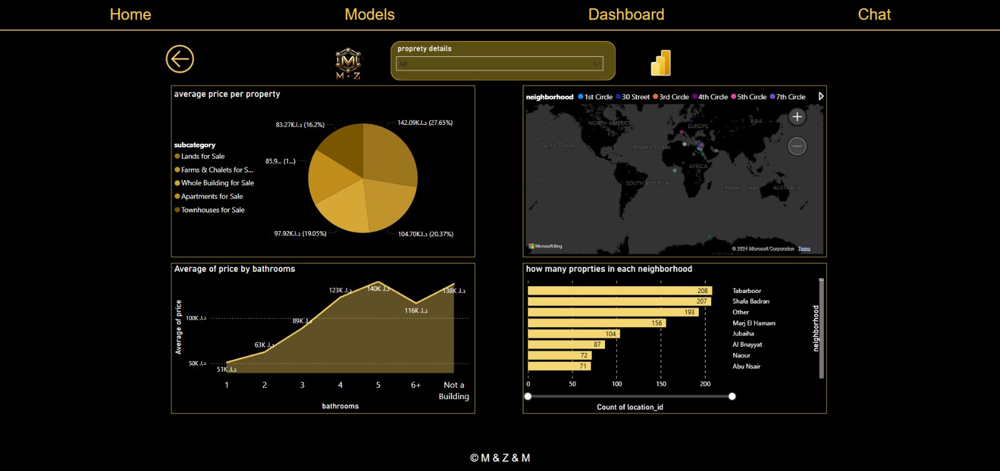 Home Models Dashboard Chat
proprety details
All
M · Z
average price per property
subcategory
Lands for Sale
Farms & Chalets for S...
Whole Building for Sale
Apartments for Sale
Townhouses for Sale
83.27K د.ا. (16.2%)
142.09K د.ا. (27.65%)
85.9... (1...)
97.92K د.ا. (19.05%)
104.70K د.ا. (20.37%)
neighborhood 1st Circle 30 Street 3rd Circle 4th Circle 5th Circle 7th Circle
NORTH AMERICA
EUROPE
ASIA
Pacific Ocean
Atlantic Ocean
AFRICA
SOUTH AMERICA
Indian Ocean
AUSTRALIA
Microsoft Bing
© 2024 Microsoft Corporation Terms
Average of price by bathrooms
Average of price
100K د.ا.
50K د.ا.
51K د.ا.
63K د.ا.
89K د.ا.
123K د.ا.
140K د.ا.
116K د.ا.
138K د.ا.
1 2 3 4 5 6+ Not a
Building
bathrooms
how many proprties in each neighborhood
208 Tabarboor
207 Shafa Badran
193 Other
156 Marj El Hamam
104 Jubaiha
87 Al Bnayyat
72 Naour
71 Abu Nsair
neighborhood
0 50 100 150 200
Count of location_id
© M & Z & M